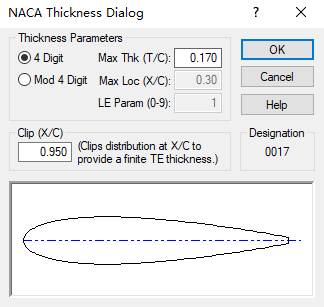 NACA Thickness Dialog
?
Thickness Parameters
4 Digit
Max Thk (T/C):
0.170
OK
Mod 4 Digit
Max Loc (X/C):
0.30
Cancel
LE Param (0-9):
1
Help
Clip (X/C)
0.950
(Clips distribution at X/C to
provide a finite TE thickness.)
Designation
0017